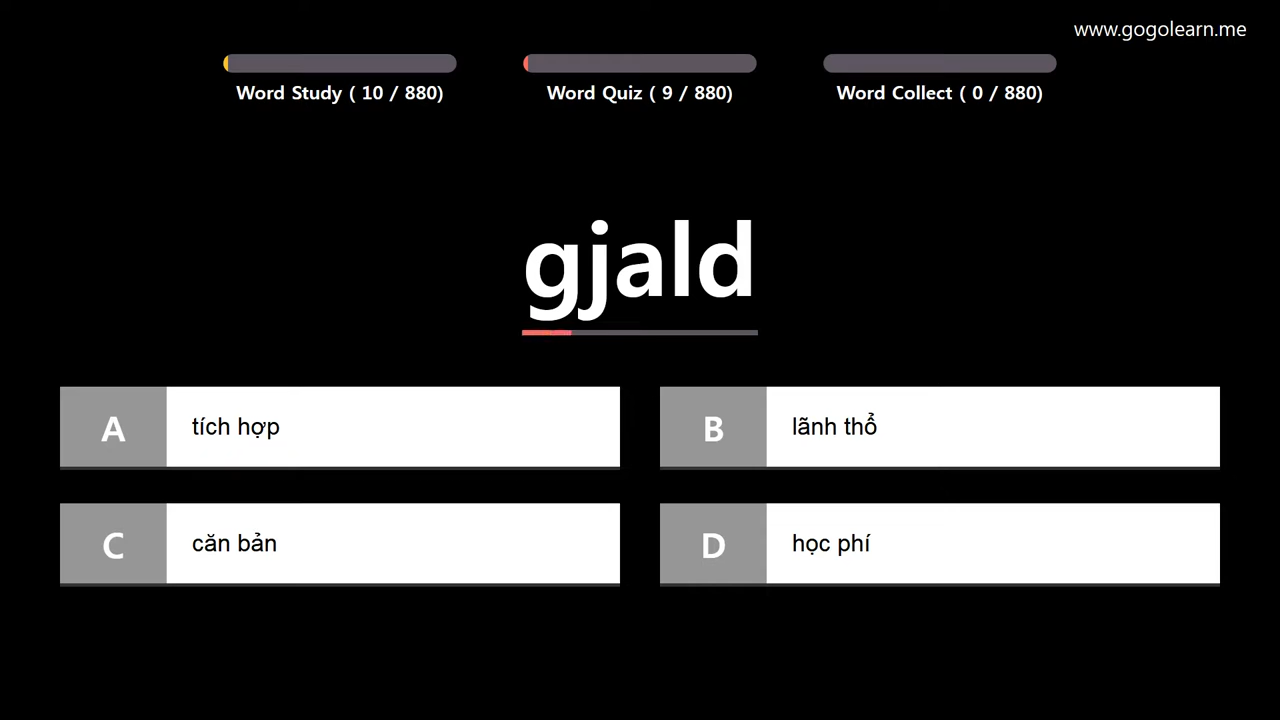 www.gogolearn.me
Word Study ( 10 / 880)
Word Quiz ( 9 / 880)
Word Collect ( 0 / 880)
gjald
A tích hợp
B lãnh thổ
C căn bản
D học phí